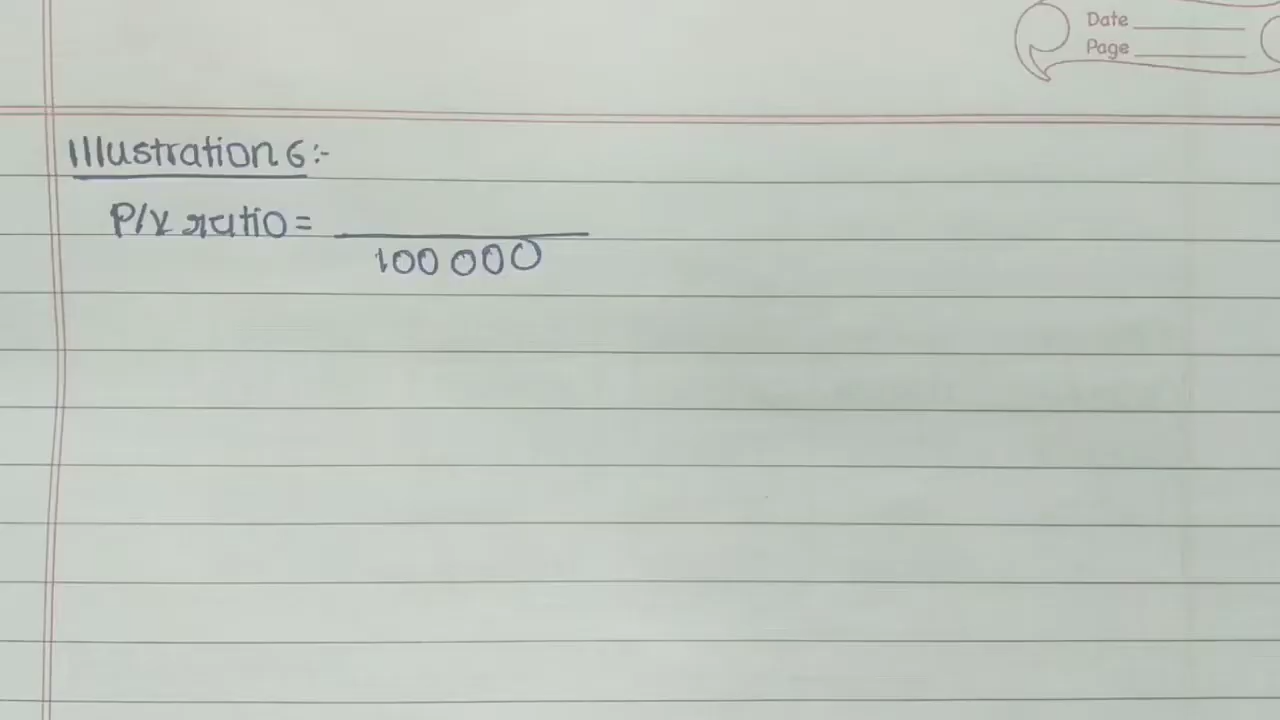 Date
Page
Illustration 6:-
P/V ratio =
100 000